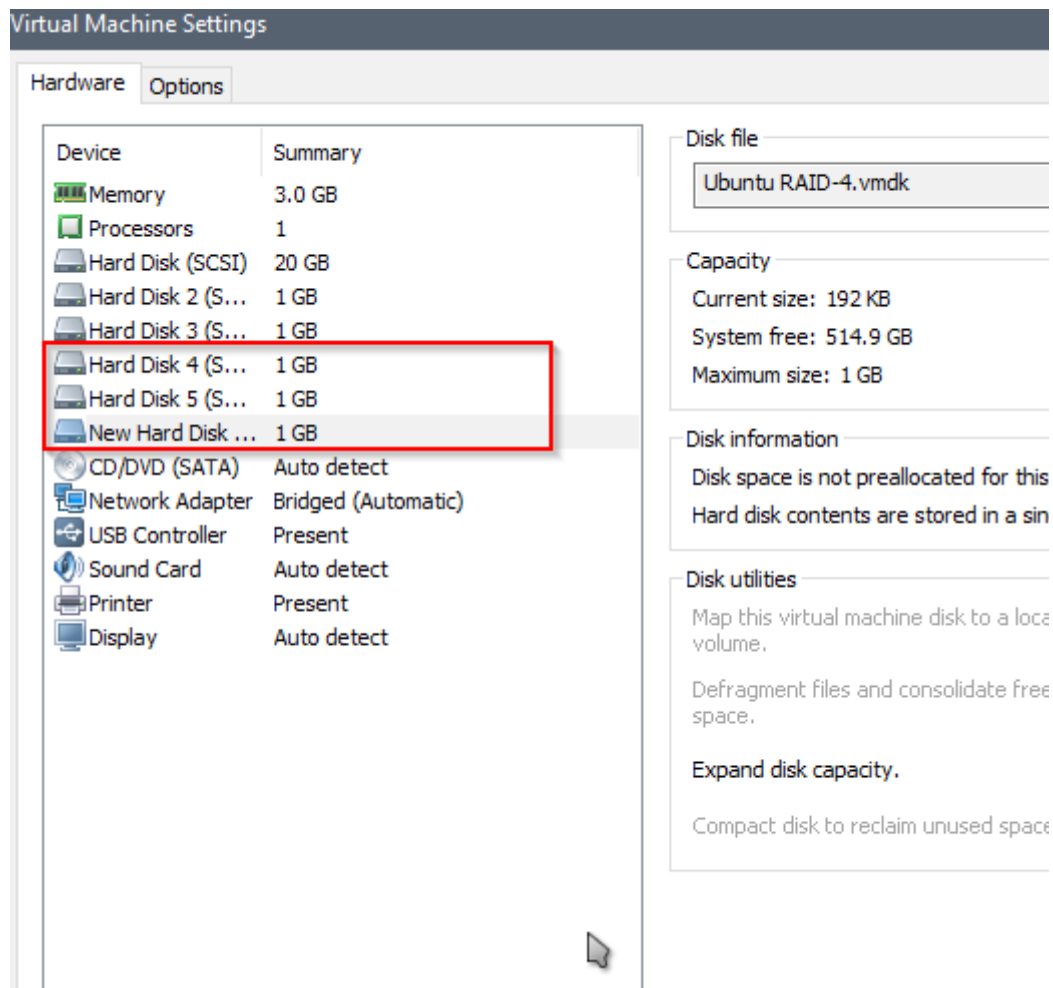 Virtual Machine Settings
Hardware
Options
Device Summary
Memory 3.0 GB
Processors 1
Hard Disk (SCSI) 20 GB
Hard Disk 2 (S... 1 GB
Hard Disk 3 (S... 1 GB
Hard Disk 4 (S... 1 GB
Hard Disk 5 (S... 1 GB
New Hard Disk ... 1 GB
CD/DVD (SATA) Auto detect
Network Adapter Bridged (Automatic)
USB Controller Present
Sound Card Auto detect
Printer Present
Display Auto detect
Disk file
Ubuntu RAID-4.vmdk
Capacity
Current size: 192 KB
System free: 514.9 GB
Maximum size: 1 GB
Disk information
Disk space is not preallocated for this
Hard disk contents are stored in a sin
Disk utilities
Map this virtual machine disk to a loca
volume.
Defragment files and consolidate free
space.
Expand disk capacity.
Compact disk to reclaim unused space